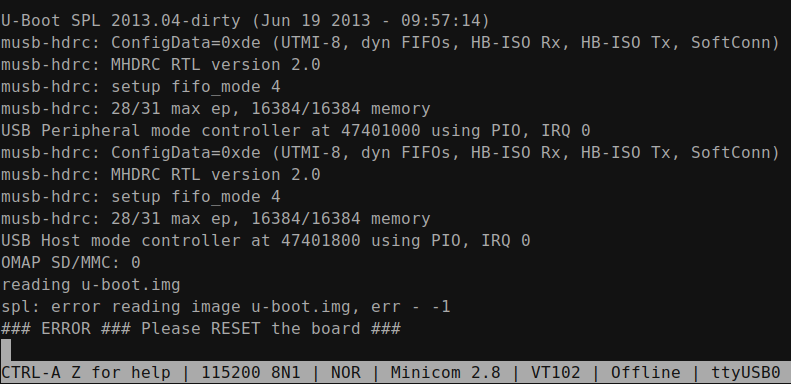 U-Boot SPL 2013.04-dirty (Jun 19 2013 - 09:57:14)
musb-hdrc: ConfigData=0xde (UTMI-8, dyn FIFOs, HB-ISO Rx, HB-ISO Tx, SoftConn)
musb-hdrc: MHDRC RTL version 2.0
musb-hdrc: setup fifo_mode 4
musb-hdrc: 28/31 max ep, 16384/16384 memory
USB Peripheral mode controller at 47401000 using PIO, IRQ 0
musb-hdrc: ConfigData=0xde (UTMI-8, dyn FIFOs, HB-ISO Rx, HB-ISO Tx, SoftConn)
musb-hdrc: MHDRC RTL version 2.0
musb-hdrc: setup fifo_mode 4
musb-hdrc: 28/31 max ep, 16384/16384 memory
USB Host mode controller at 47401800 using PIO, IRQ 0
OMAP SD/MMC: 0
reading u-boot.img
spl: error reading image u-boot.img, err - -1
### ERROR ### Please RESET the board ###
CTRL-A Z for help | 115200 8N1 | NOR | Minicom 2.8 | VT102 | Offline | ttyUSB0